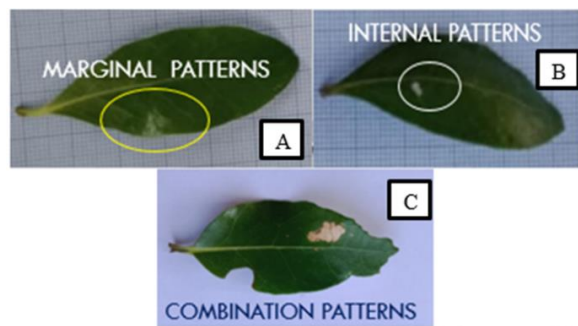 MARGINAL PATTERNS
A
INTERNAL PATTERNS
B
C
COMBINATION PATTERNS